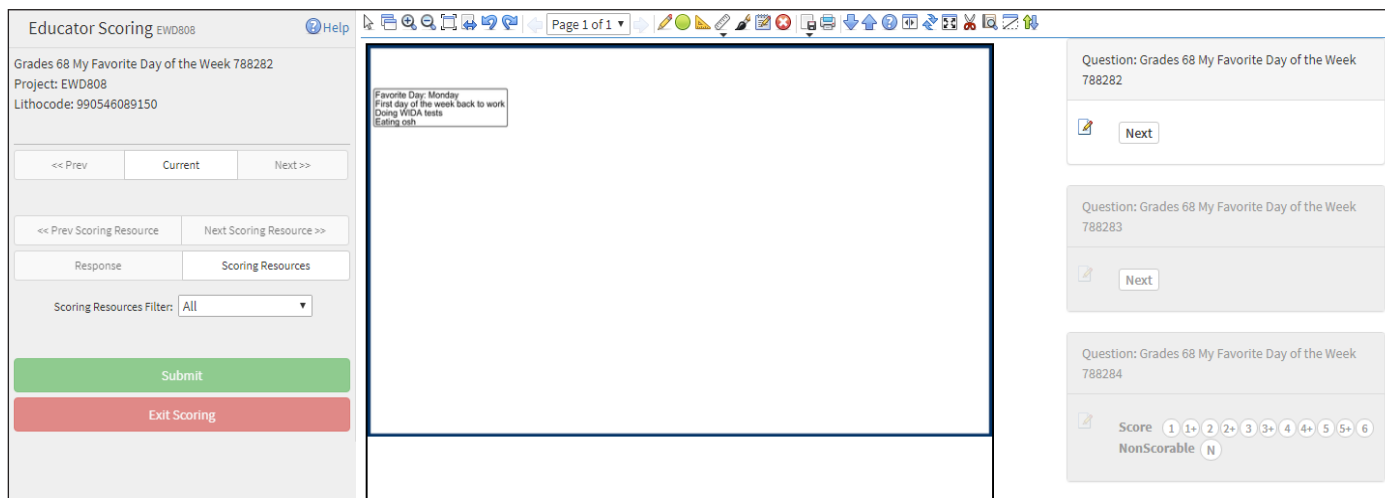 Educator Scoring EWD808
Help
Grades 68 My Favorite Day of the Week 788282
Project: EWD808
Lithocode: 990546089150
<< Prev
Current
Next >>
<< Prev Scoring Resource
Next Scoring Resource >>
Response
Scoring Resources
Scoring Resources Filter: All
Submit
Exit Scoring
Page 1 of 1
Favorite Day: Monday
First day of the week back to work
Doing WIDA tests
Eating osh
Question: Grades 68 My Favorite Day of the Week
788282
Next
Question: Grades 68 My Favorite Day of the Week
788283
Next
Question: Grades 68 My Favorite Day of the Week
788284
Score 1 1+ 2 2+ 3 3+ 4 4+ 5 5+ 6
NonScorable N